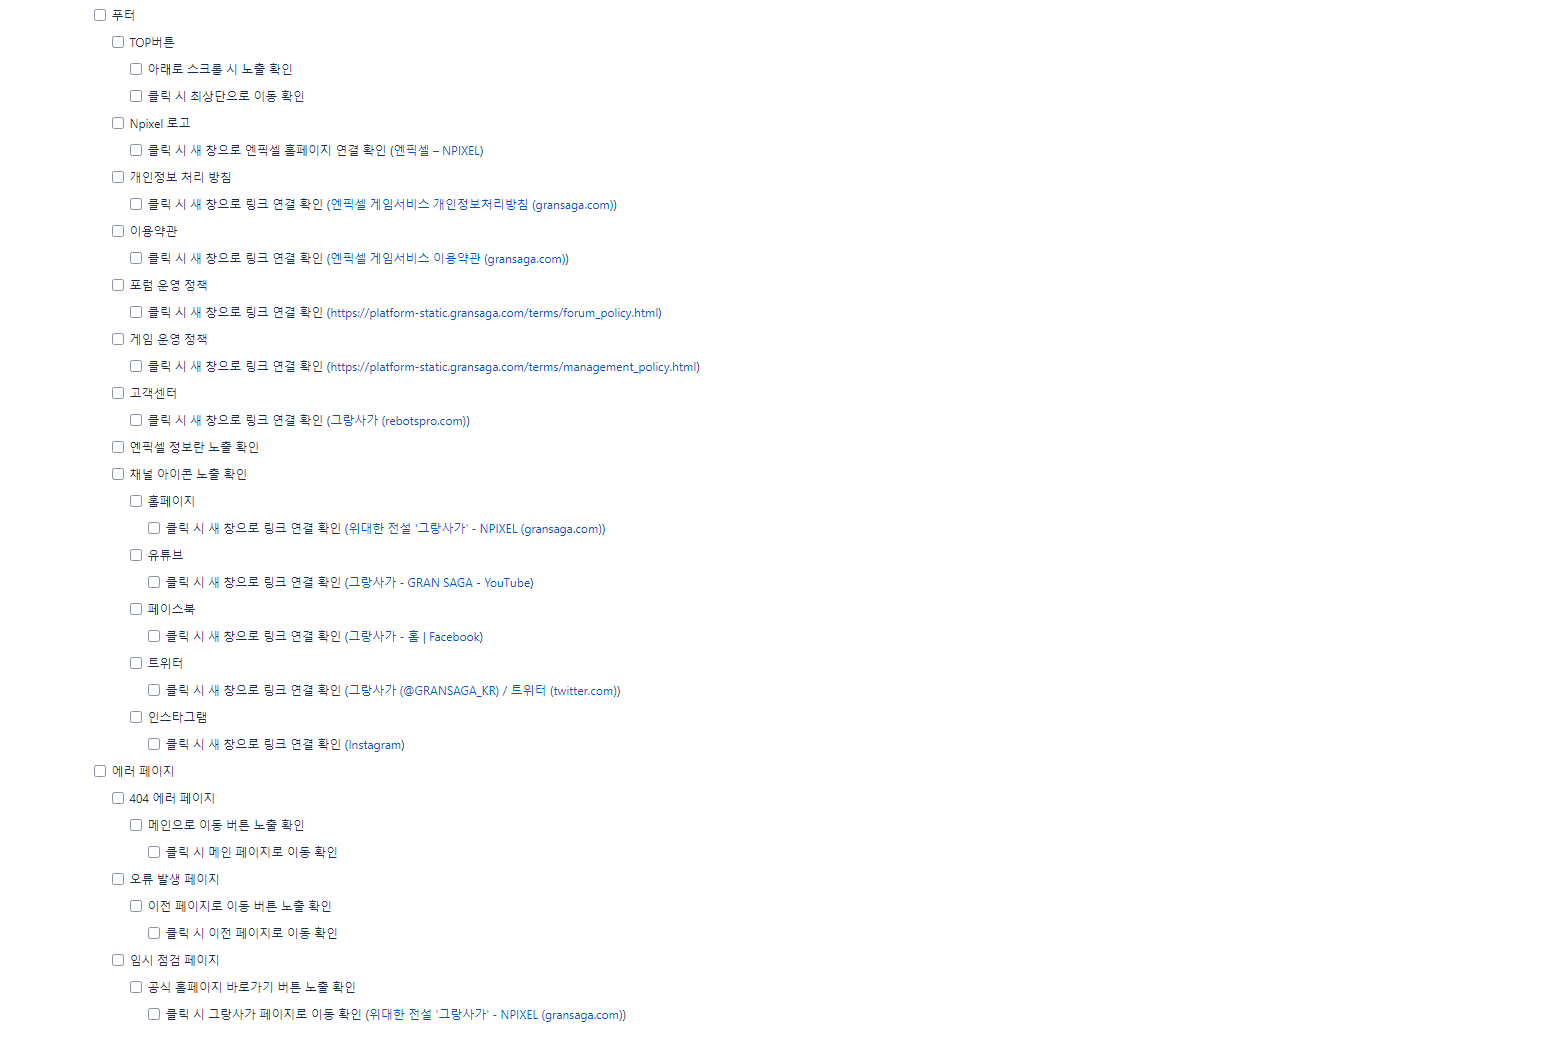 푸터
TOP버튼
아래로 스크롤 시 노출 확인
클릭 시 최상단으로 이동 확인
Npixel 로고
클릭 시 새 창으로 엔픽셀 홈페이지 연결 확인 (엔픽셀 – NPIXEL)
개인정보 처리 방침
클릭 시 새 창으로 링크 연결 확인 (엔픽셀 게임서비스 개인정보처리방침 (gransaga.com))
이용약관
클릭 시 새 창으로 링크 연결 확인 (엔픽셀 게임서비스 이용약관 (gransaga.com))
포럼 운영 정책
클릭 시 새 창으로 링크 연결 확인 (https://platform-static.gransaga.com/terms/forum_policy.html)
게임 운영 정책
클릭 시 새 창으로 링크 연결 확인 (https://platform-static.gransaga.com/terms/management_policy.html)
고객센터
클릭 시 새 창으로 링크 연결 확인 (그랑사가 (rebotspro.com))
엔픽셀 정보란 노출 확인
채널 아이콘 노출 확인
홈페이지
클릭 시 새 창으로 링크 연결 확인 (위대한 전설 '그랑사가' - NPIXEL (gransaga.com))
유튜브
클릭 시 새 창으로 링크 연결 확인 (그랑사가 - GRAN SAGA - YouTube)
페이스북
클릭 시 새 창으로 링크 연결 확인 (그랑사가 - 홈 | Facebook)
트위터
클릭 시 새 창으로 링크 연결 확인 (그랑사가 (@GRANSAGA_KR) / 트위터 (twitter.com))
인스타그램
클릭 시 새 창으로 링크 연결 확인 (Instagram)
에러 페이지
404 에러 페이지
메인으로 이동 버튼 노출 확인
클릭 시 메인 페이지로 이동 확인
오류 발생 페이지
이전 페이지로 이동 버튼 노출 확인
클릭 시 이전 페이지로 이동 확인
임시 점검 페이지
공식 홈페이지 바로가기 버튼 노출 확인
클릭 시 그랑사가 페이지로 이동 확인 (위대한 전설 '그랑사가' - NPIXEL (gransaga.com))